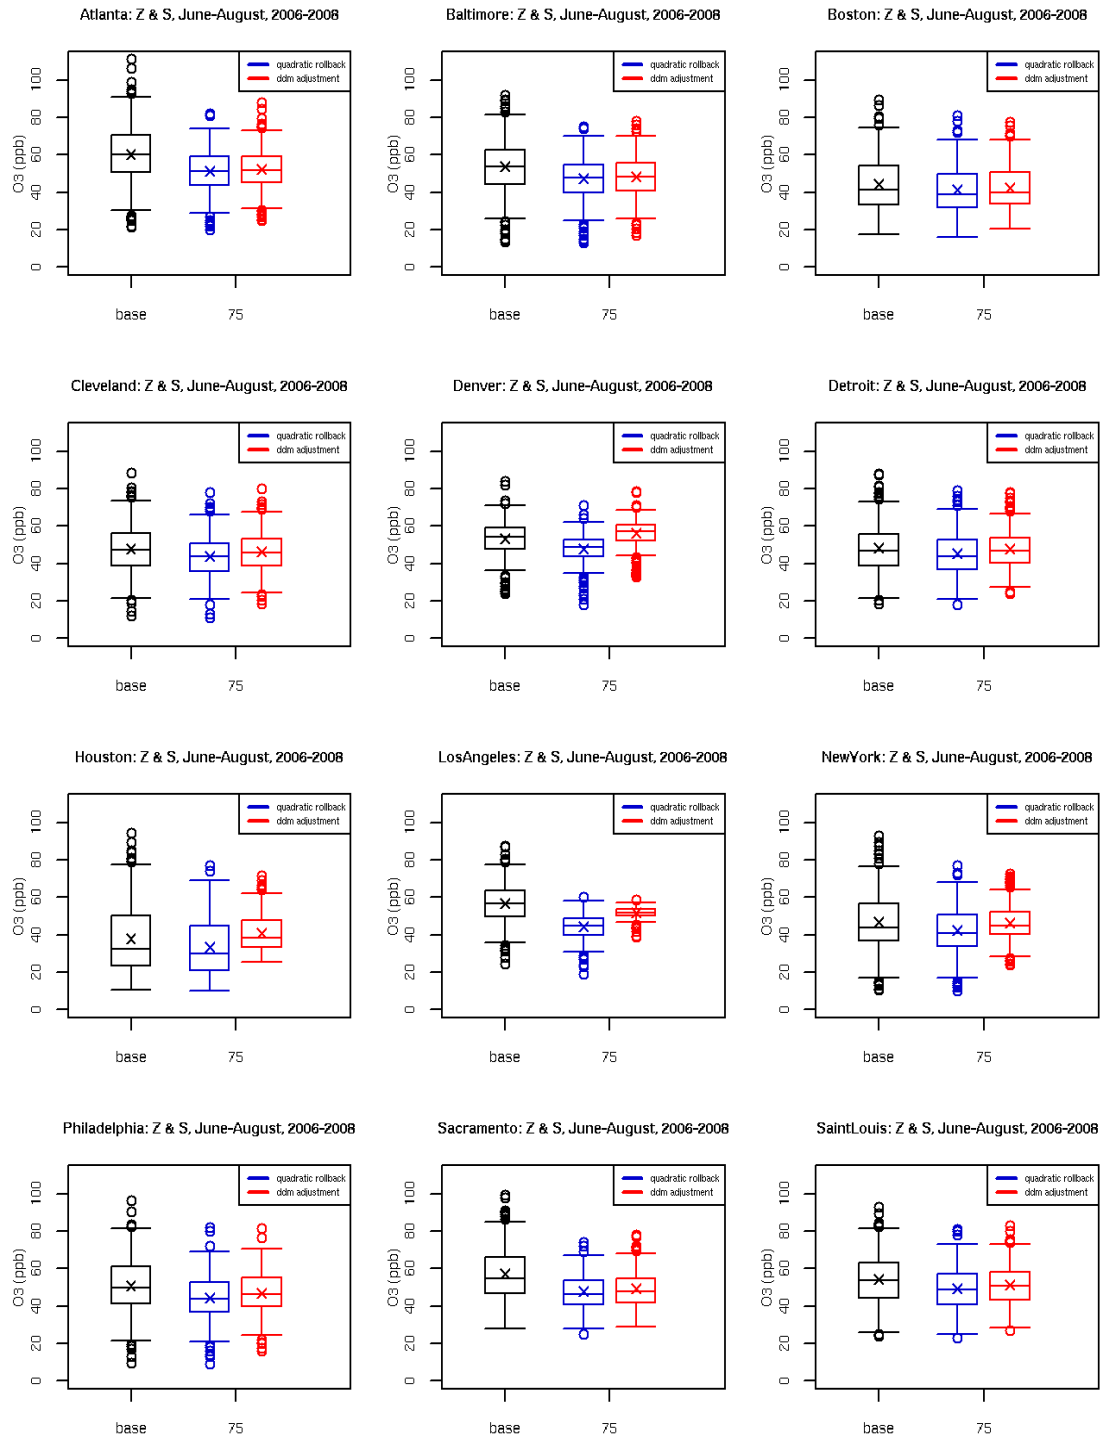 Atlanta: Z & S, June-August, 2006-2008
O3 (ppb)
0 20 40 60 80 100
quadratic rollback
ddm adjustment
base 75
Baltimore: Z & S, June-August, 2006-2008
O3 (ppb)
0 20 40 60 80 100
quadratic rollback
ddm adjustment
base 75
Boston: Z & S, June-August, 2006-2008
O3 (ppb)
0 20 40 60 80 100
quadratic rollback
ddm adjustment
base 75
Cleveland: Z & S, June-August, 2006-2008
O3 (ppb)
0 20 40 60 80 100
quadratic rollback
ddm adjustment
base 75
Denver: Z & S, June-August, 2006-2008
O3 (ppb)
0 20 40 60 80 100
quadratic rollback
ddm adjustment
base 75
Detroit: Z & S, June-August, 2006-2008
O3 (ppb)
0 20 40 60 80 100
quadratic rollback
ddm adjustment
base 75
Houston: Z & S, June-August, 2006-2008
O3 (ppb)
0 20 40 60 80 100
quadratic rollback
ddm adjustment
base 75
LosAngeles: Z & S, June-August, 2006-2008
O3 (ppb)
0 20 40 60 80 100
quadratic rollback
ddm adjustment
base 75
NewYork: Z & S, June-August, 2006-2008
O3 (ppb)
0 20 40 60 80 100
quadratic rollback
ddm adjustment
base 75
Philadelphia: Z & S, June-August, 2006-2008
O3 (ppb)
0 20 40 60 80 100
quadratic rollback
ddm adjustment
base 75
Sacramento: Z & S, June-August, 2006-2008
O3 (ppb)
0 20 40 60 80 100
quadratic rollback
ddm adjustment
base 75
SaintLouis: Z & S, June-August, 2006-2008
O3 (ppb)
0 20 40 60 80 100
quadratic rollback
ddm adjustment
base 75